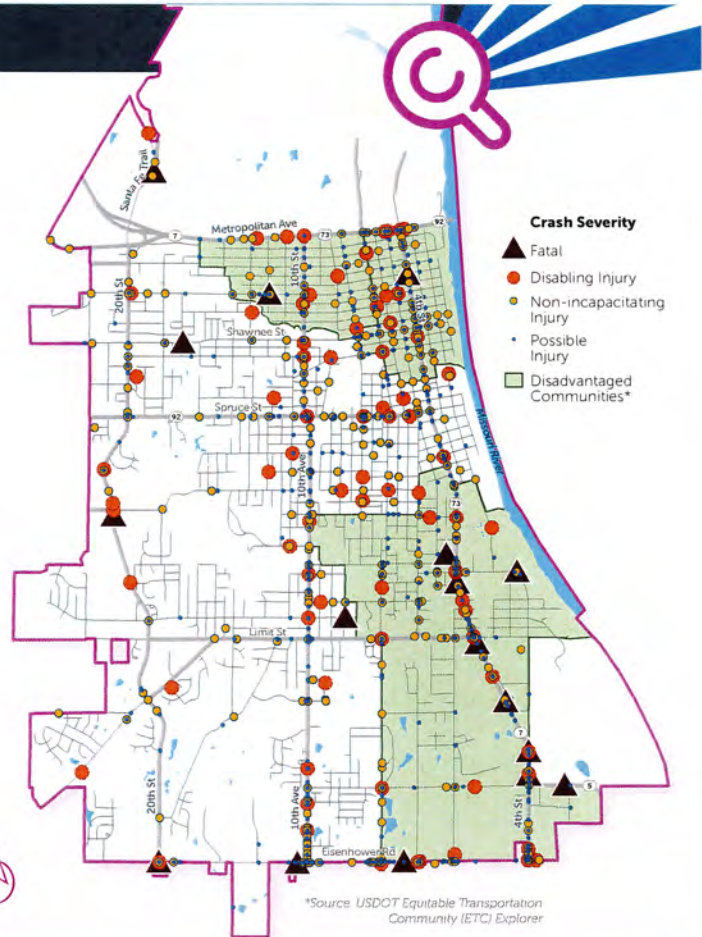 Santa Fe Trail
Metropolitan Ave
7
73
92
20th St
10th St
4th St
Shawnee St
Crash Severity
Fatal
Disabling Injury
Non-incapacitating
Injury
Possible
Injury
Disadvantaged
Communities*
Spruce St
92
Missouri River
10th Ave
73
Limit St
7
20th St
10th Ave
4th St
5
Eisenhower Rd
*Source USDOT Equitable Transportation
Community (ETC) Explorer